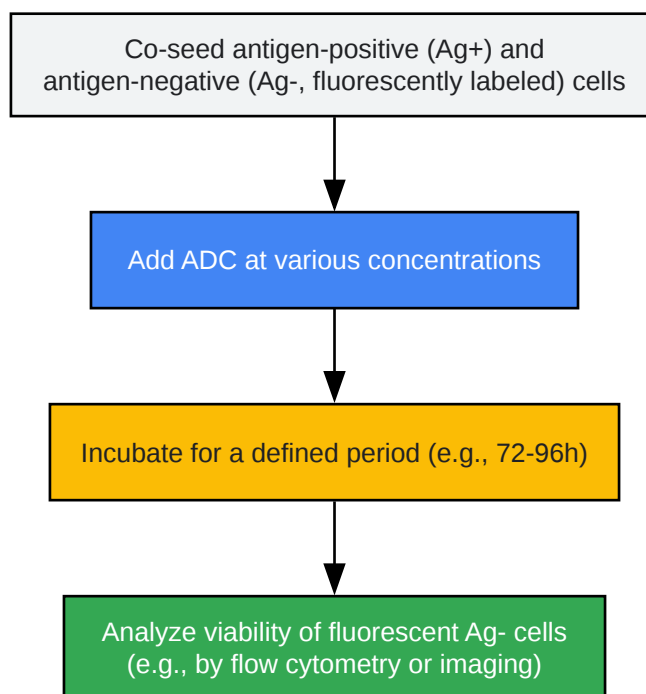 Co-seed antigen-positive (Ag+) and
antigen-negative (Ag-, fluorescently labeled) cells
Add ADC at various concentrations
Incubate for a defined period (e.g., 72-96h)
Analyze viability of fluorescent Ag- cells
(e.g., by flow cytometry or imaging)